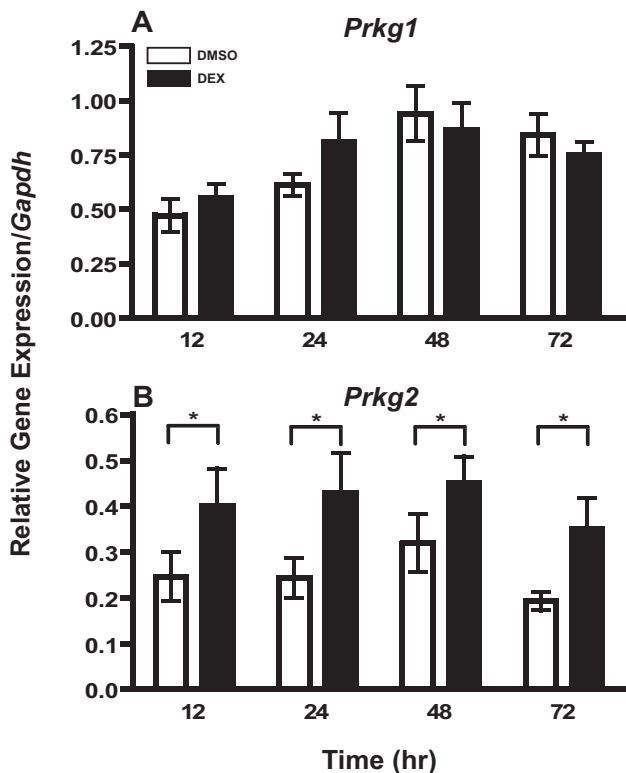 A Prkg1
1.25
DMSO
DEX
1.00
0.75
0.50
0.25
0.00
12 24 48 72
Relative Gene Expression/Gapdh
B Prkg2
0.6
* * * *
0.5
0.4
0.3
0.2
0.1
0.0
12 24 48 72
Time (hr)